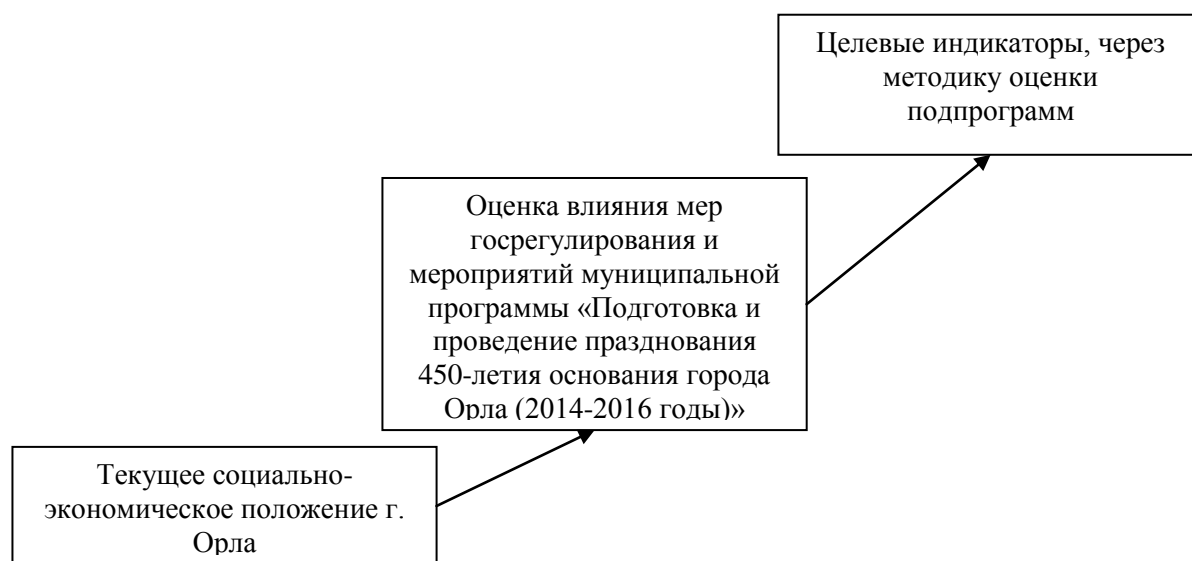 Целевые индикаторы, через
методику оценки
подпрограмм
Оценка влияния мер
госрегулирования и
мероприятий муниципальной
программы «Подготовка и
проведение празднования
450-летия основания города
Орла (2014-2016 годы)»
Текущее социально-
экономическое положение г.
Орла